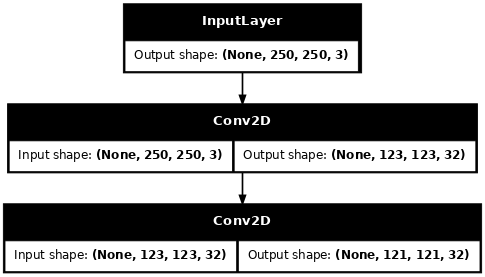 InputLayer
Output shape: (None, 250, 250, 3)
Conv2D
Input shape: (None, 250, 250, 3) Output shape: (None, 123, 123, 32)
Conv2D
Input shape: (None, 123, 123, 32) Output shape: (None, 121, 121, 32)